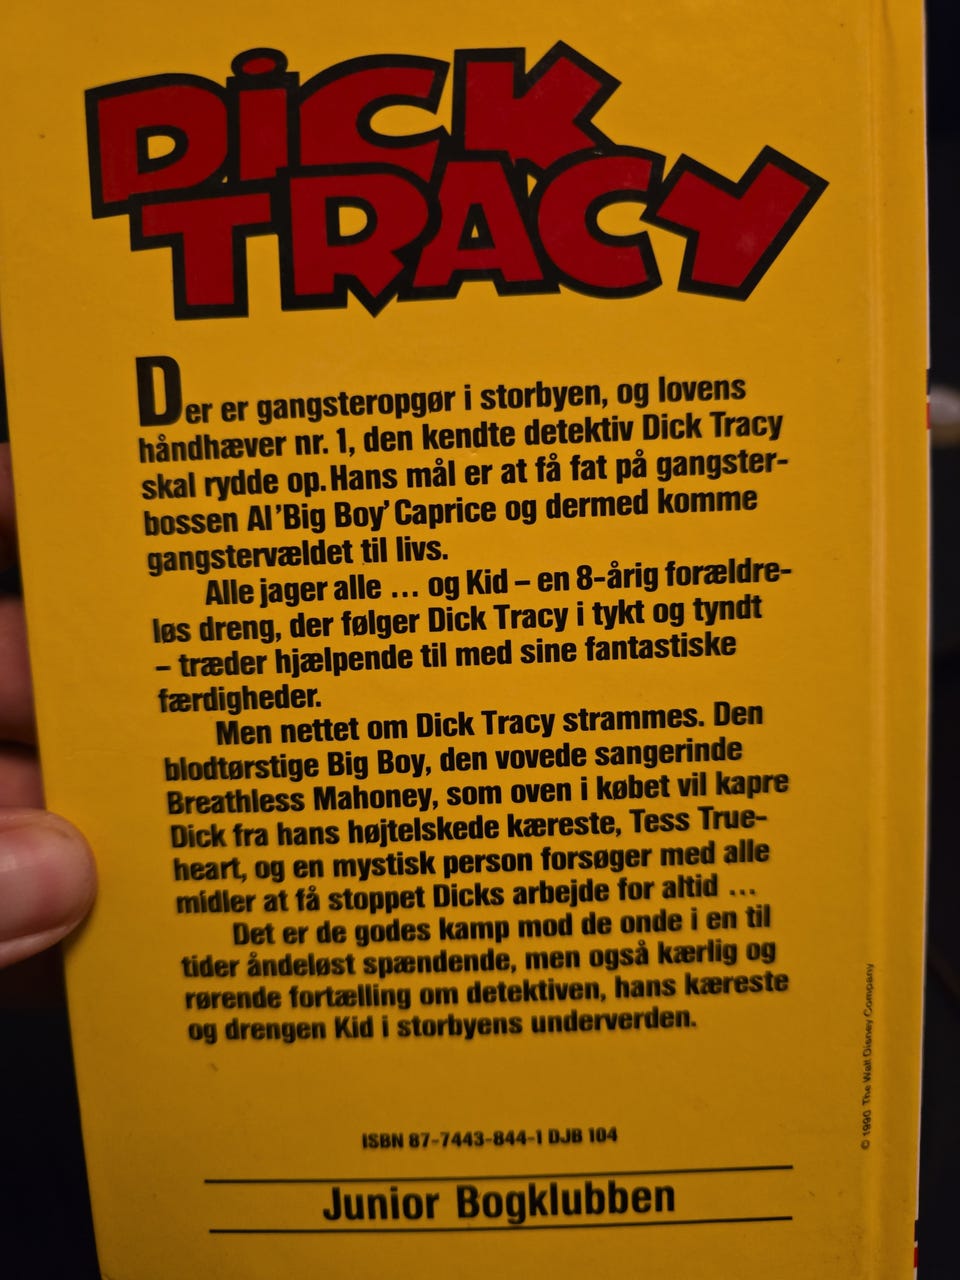 DiCK
TRACY
Der er gangsteropgør i storbyen, og lovens
håndhæver nr. 1, den kendte detektiv Dick Tracy
skal rydde op. Hans mål er at få fat på gangster-
bossen Al 'Big Boy' Caprice og dermed komme
gangstervældet til livs.
Alle jager alle ... og Kid – en 8-årig forældre-
løs dreng, der følger Dick Tracy i tykt og tyndt
– træder hjælpende til med sine fantastiske
færdigheder.
Men nettet om Dick Tracy strammes. Den
blodtørstige Big Boy, den vovede sangerinde
Breathless Mahoney, som oven i købet vil kapre
Dick fra hans højtelskede kæreste, Tess True-
heart, og en mystisk person forsøger med alle
midler at få stoppet Dicks arbejde for altid ...
Det er de godes kamp mod de onde i en til
tider åndeløst spændende, men også kærlig og
rørende fortælling om detektiven, hans kæreste
og drengen Kid i storbyens underverden.
© 1990 The Walt Disney Company
ISBN 87-7443-844-1 DJB 104
Junior Bogklubben